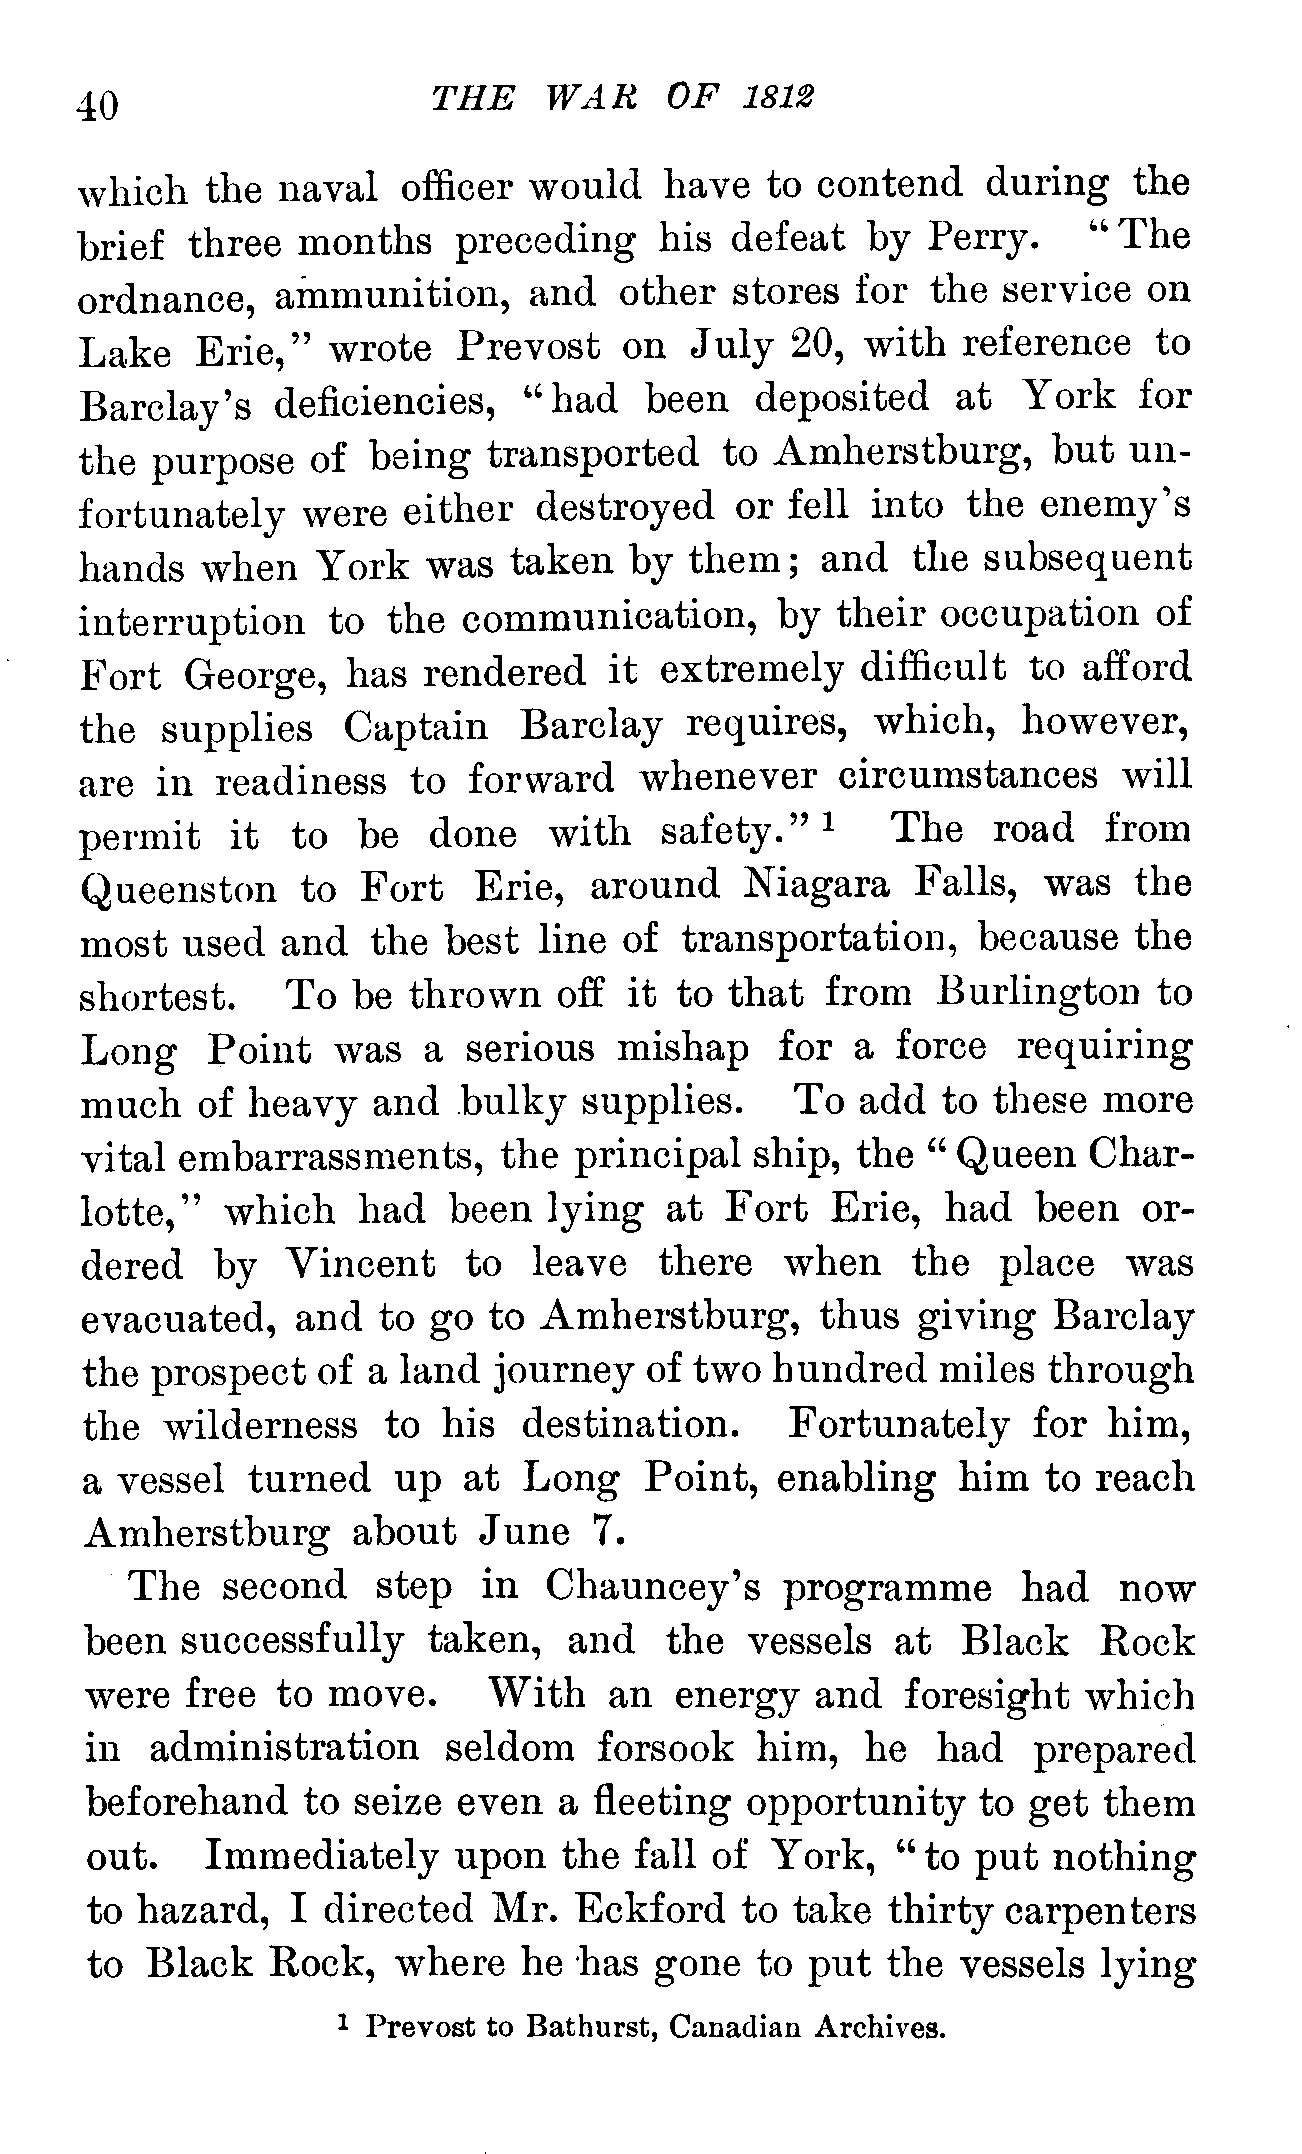 40 THE WAR OF 1812
which the naval officer would have to contend during the
brief three months preceding his defeat by Perry. “The
ordnance, ammunition, and other stores for the service on
Lake Erie,” wrote Prevost on July 20, with reference to
Barclay’s deficiencies, “had been deposited at York for
the purpose of being transported to Amherstburg, but un-
fortunately were either destroyed or fell into the enemy’s
hands when York was taken by them; and the subsequent
interruption to the communication, by their occupation of
Fort George, has rendered it extremely difficult to afford
the supplies Captain Barclay requires, which, however,
are in readiness to forward whenever circumstances will
permit it to be done with safety.” 1 The road from
Queenston to Fort Erie, around Niagara Falls, was the
most used and the best line of transportation, because the
shortest. To be thrown off it to that from Burlington to
Long Point was a serious mishap for a force requiring
much of heavy and bulky supplies. To add to these more
vital embarrassments, the principal ship, the “Queen Char-
lotte,” which had been lying at Fort Erie, had been or-
dered by Vincent to leave there when the place was
evacuated, and to go to Amherstburg, thus giving Barclay
the prospect of a land journey of two hundred miles through
the wilderness to his destination. Fortunately for him,
a vessel turned up at Long Point, enabling him to reach
Amherstburg about June 7.
The second step in Chauncey’s programme had now
been successfully taken, and the vessels at Black Rock
were free to move. With an energy and foresight which
in administration seldom forsook him, he had prepared
beforehand to seize even a fleeting opportunity to get them
out. Immediately upon the fall of York, “to put nothing
to hazard, I directed Mr. Eckford to take thirty carpenters
to Black Rock, where he has gone to put the vessels lying
1 Prevost to Bathurst, Canadian Archives.